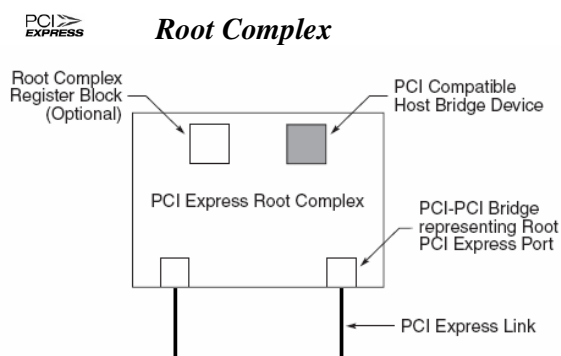 PCI
EXPRESS
Root Complex
Root Complex
Register Block
(Optional)
PCI Compatible
Host Bridge Device
PCI Express Root Complex
PCI-PCI Bridge
representing Root
PCI Express Port
PCI Express Link